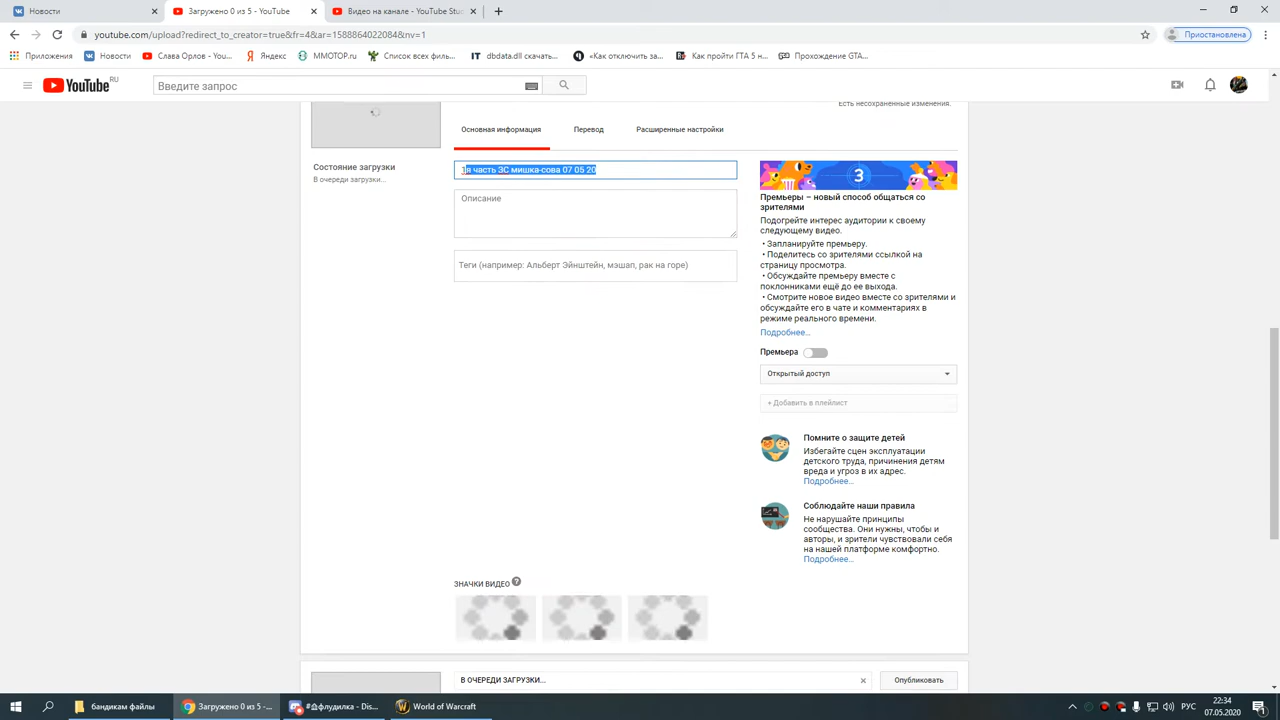 Новости
Загружено 0 из 5 - YouTube
Видео на канале - YouTube Stu
youtube.com/upload?redirect_to_creator=true&fr=4&ar=1588864022084&nv=1
Приостановлена
Приложения
Новости
Слава Орлов - You...
Яндекс
MMOTOP.ru
Список всех филь...
dbdata.dll скачать...
«Как отключить за...
Как пройти ГТА 5 н...
Прохождение GTA...
YouTube RU
Введите запрос
Есть несохраненные изменения.
Основная информация
Перевод
Расширенные настройки
Состояние загрузки
В очереди загрузки...
1я часть ЗС мишка-сова 07 05 20
Описание
Теги (например: Альберт Эйнштейн, мэшап, рак на горе)
3
Премьеры – новый способ общаться со
зрителями
Подогрейте интерес аудитории к своему
следующему видео.
• Запланируйте премьеру.
• Поделитесь со зрителями ссылкой на
страницу просмотра.
• Обсуждайте премьеру вместе с
поклонниками ещё до ее выхода.
• Смотрите новое видео вместе со зрителями и
обсуждайте его в чате и комментариях в
режиме реального времени.
Подробнее...
Премьера
Открытый доступ
+ Добавить в плейлист
Помните о защите детей
Избегайте сцен эксплуатации
детского труда, причинения детям
вреда и угроз в их адрес.
Подробнее...
Соблюдайте наши правила
Не нарушайте принципы
сообщества. Они нужны, чтобы и
авторы, и зрители чувствовали себя
на нашей платформе комфортно.
Подробнее...
ЗНАЧКИ ВИДЕО ?
В ОЧЕРЕДИ ЗАГРУЗКИ...
Опубликовать
бандикам файлы
Загружено 0 из 5 -...
#Дфлудилка - Dis...
World of Warcraft
РУС
22:34
07.05.2020
1